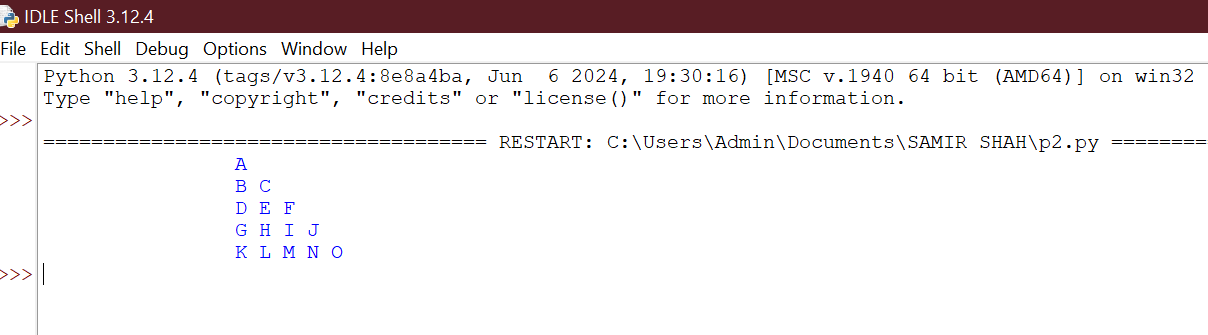 IDLE Shell 3.12.4
File Edit Shell Debug Options Window Help
Python 3.12.4 (tags/v3.12.4:8e8a4ba, Jun  6 2024, 19:30:16) [MSC v.1940 64 bit (AMD64)] on win32
Type "help", "copyright", "credits" or "license()" for more information.
>>>
===================================== RESTART: C:\Users\Admin\Documents\SAMIR SHAH\p2.py ========
A
B C
D E F
G H I J
K L M N O
>>>